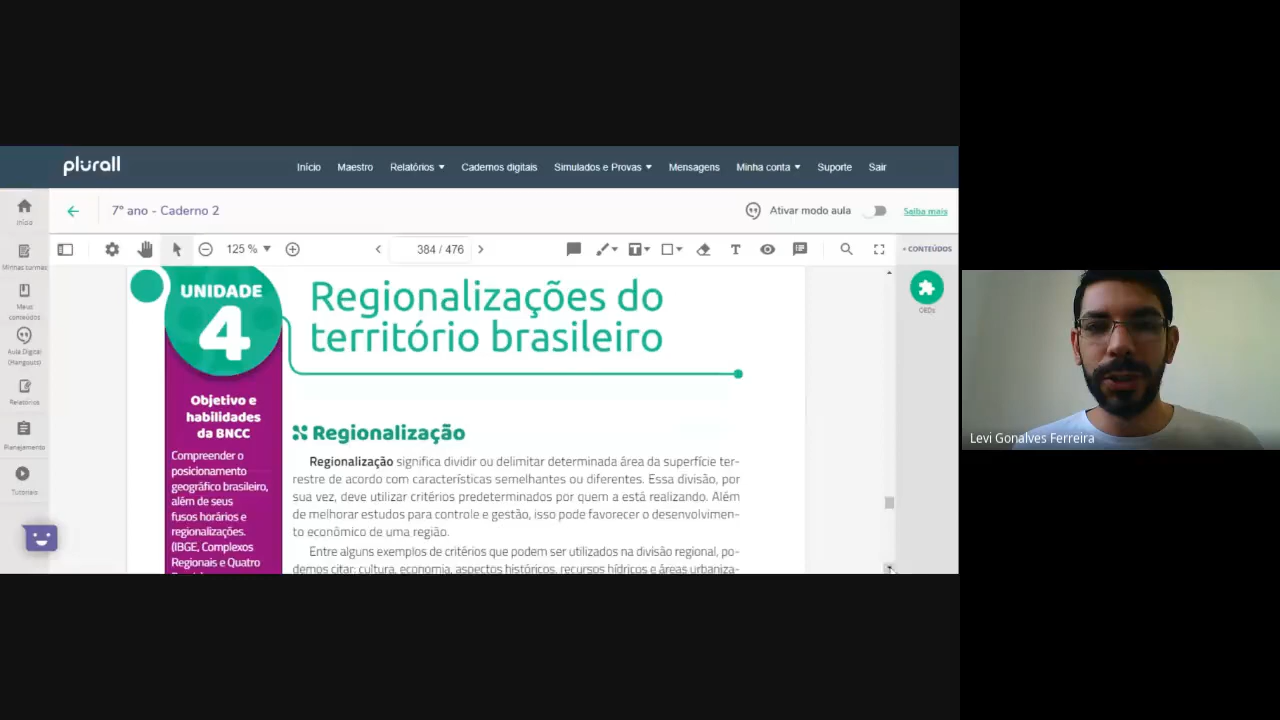 plurall
Início Maestro Relatórios Cadernos digitais Simulados e Provas Mensagens Minha conta Suporte Sair
Início
7º ano - Caderno 2
Ativar modo aula
Saiba mais
Minhas turmas
125 %
384 / 476
+ CONTEÚDOS
Meus
conteúdos
Aula Digital
(Hangouts)
Relatórios
Planejamento
Tutoriais
OEDs
UNIDADE
4
Regionalizações do
território brasileiro
Objetivo e
habilidades
da BNCC
Compreender o
posicionamento
geográfico brasileiro,
além de seus
fusos horários e
regionalizações.
(IBGE, Complexos
Regionais e Quatro
Regionalização
Regionalização significa dividir ou delimitar determinada área da superfície ter-
restre de acordo com características semelhantes ou diferentes. Essa divisão, por
sua vez, deve utilizar critérios predeterminados por quem a está realizando. Além
de melhorar estudos para controle e gestão, isso pode favorecer o desenvolvimen-
to econômico de uma região.
Entre alguns exemplos de critérios que podem ser utilizados na divisão regional, po-
demos citar: cultura, economia, aspectos históricos, recursos hídricos e áreas urbaniza-
Levi Gonalves Ferreira